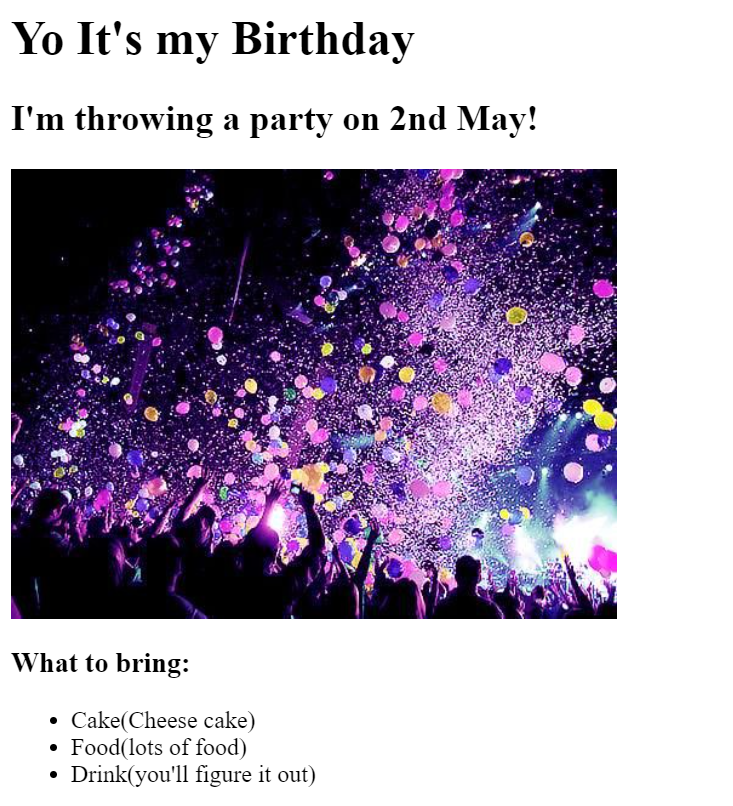 Yo It's my Birthday
I'm throwing a party on 2nd May!
What to bring:
Cake(Cheese cake)
Food(lots of food)
Drink(you'll figure it out)